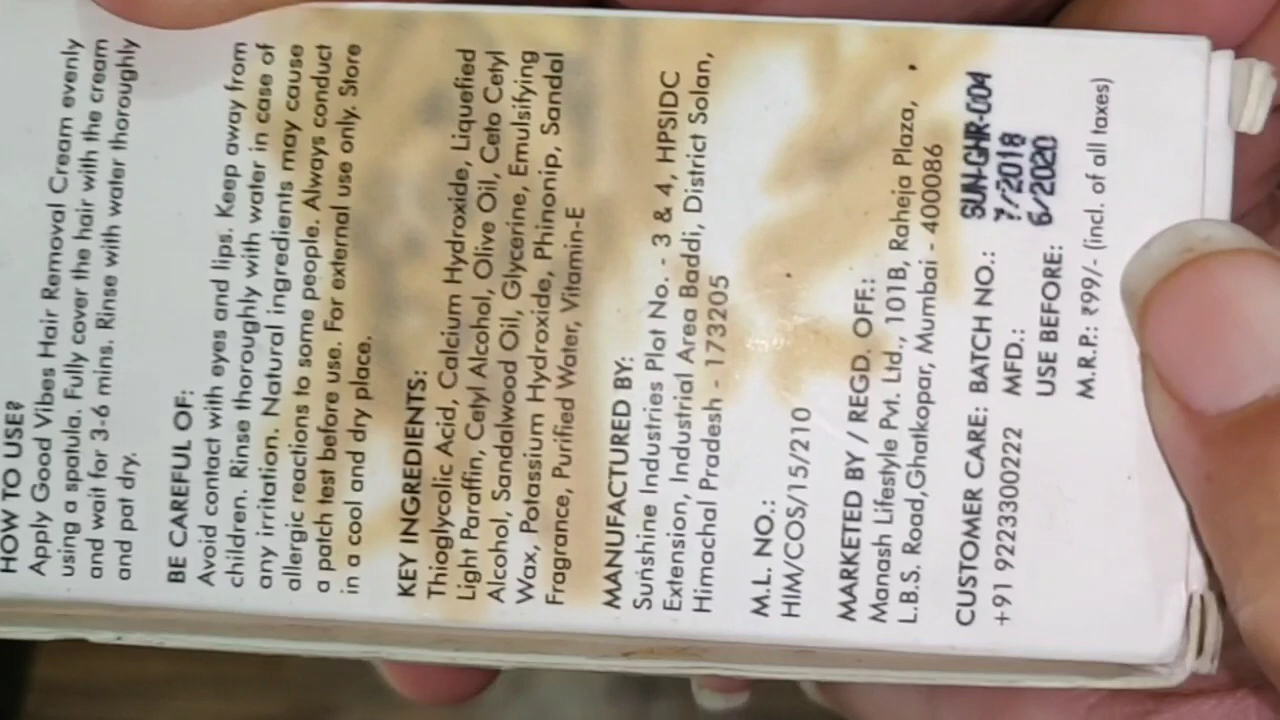 HOW TO USE?
Apply Good Vibes Hair Removal Cream evenly
using a spatula. Fully cover the hair with the cream
and wait for 3-6 mins. Rinse with water thoroughly
and pat dry.
BE CAREFUL OF:
Avoid contact with eyes and lips. Keep away from
children. Rinse thoroughly with water in case of
any irritation. Natural ingredients may cause
allergic reactions to some people. Always conduct
a patch test before use. For external use only. Store
in a cool and dry place.
KEY INGREDIENTS:
Thioglycolic Acid, Calcium Hydroxide, Liquefied
Light Paraffin, Cetyl Alcohol, Olive Oil, Ceto Cetyl
Alcohol, Sandalwood Oil, Glycerine, Emulsifying
Wax, Potassium Hydroxide, Phinonip, Sandal
Fragrance, Purified Water, Vitamin-E
MANUFACTURED BY:
Sunshine Industries Plot No. - 3 & 4, HPSIDC
Extension, Industrial Area Baddi, District Solan,
Himachal Pradesh - 173205
M.L. NO.:
HIM/COS/15/210
MARKETED BY / REGD. OFF.:
Manash Lifestyle Pvt. Ltd., 101B, Raheja Plaza,
L.B.S. Road,Ghatkopar, Mumbai - 400086
CUSTOMER CARE: BATCH NO.: SUN-GHR-004
+91 9223300222 MFD.: 7/2018
USE BEFORE: 6/2020
M.R.P.: ₹99/- (incl. of all taxes)